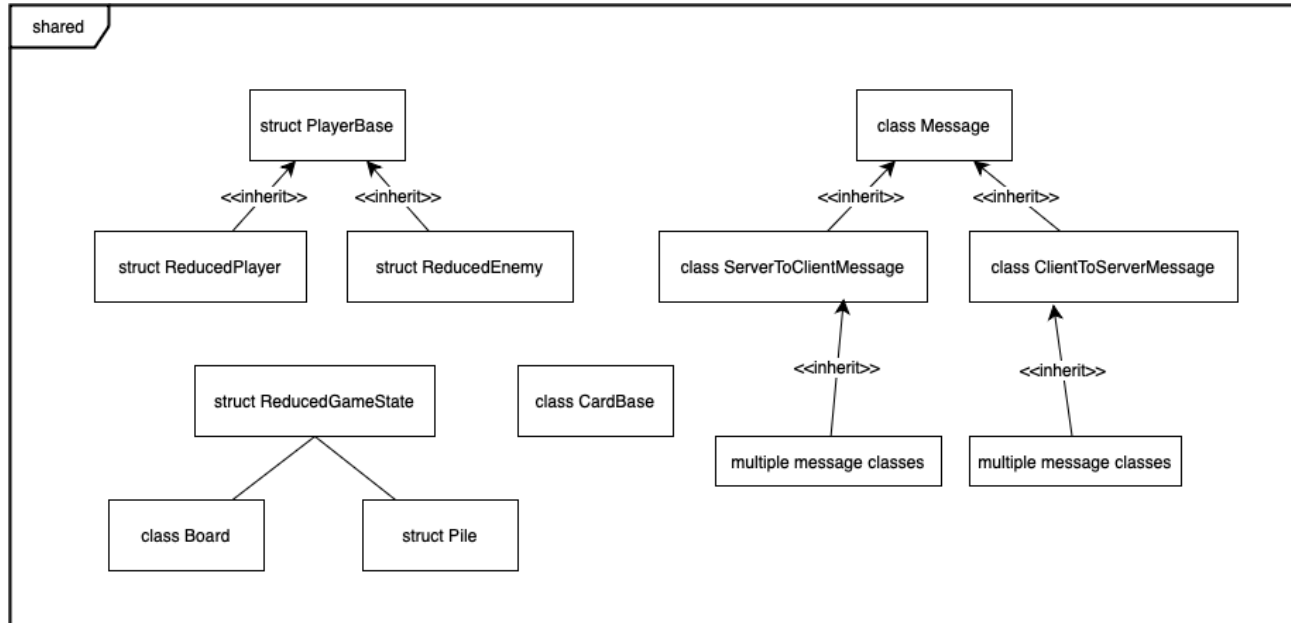 shared
struct PlayerBase
class Message
<<inherit>>
<<inherit>>
<<inherit>>
<<inherit>>
struct ReducedPlayer
struct ReducedEnemy
class ServerToClientMessage
class ClientToServerMessage
<<inherit>>
<<inherit>>
struct ReducedGameState
class CardBase
multiple message classes
multiple message classes
class Board
struct Pile